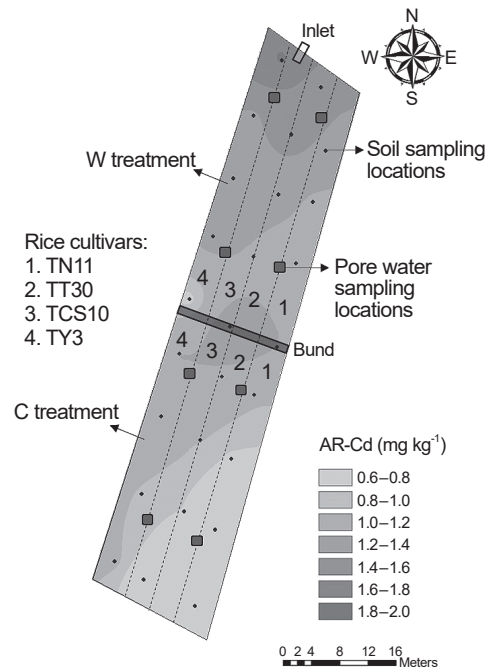 Inlet
N
W E
S
W treatment
Soil sampling
locations
Rice cultivars:
1. TN11
2. TT30
3. TCS10
4. TY3
Pore water
sampling
locations
4
3
2
1
Bund
4
3
2
1
C treatment
AR-Cd (mg kg⁻¹)
0.6–0.8
0.8–1.0
1.0–1.2
1.2–1.4
1.4–1.6
1.6–1.8
1.8–2.0
0 2 4 8 12 16
Meters